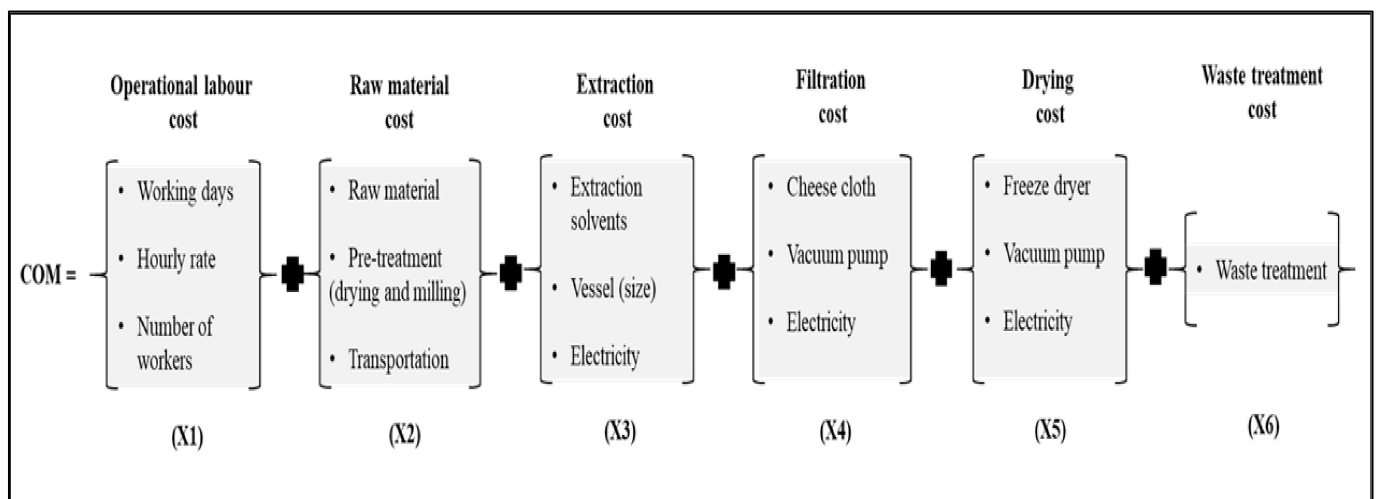 Operational labour
cost
Raw material
cost
Extraction
cost
Filtration
cost
Drying
cost
Waste treatment
cost
COM =
• Working days
• Hourly rate
• Number of
workers
• Raw material
• Pre-treatment
(drying and milling)
• Transportation
• Extraction
solvents
• Vessel (size)
• Electricity
• Cheese cloth
• Vacuum pump
• Electricity
• Freeze dryer
• Vacuum pump
• Electricity
• Waste treatment
(X1)
(X2)
(X3)
(X4)
(X5)
(X6)